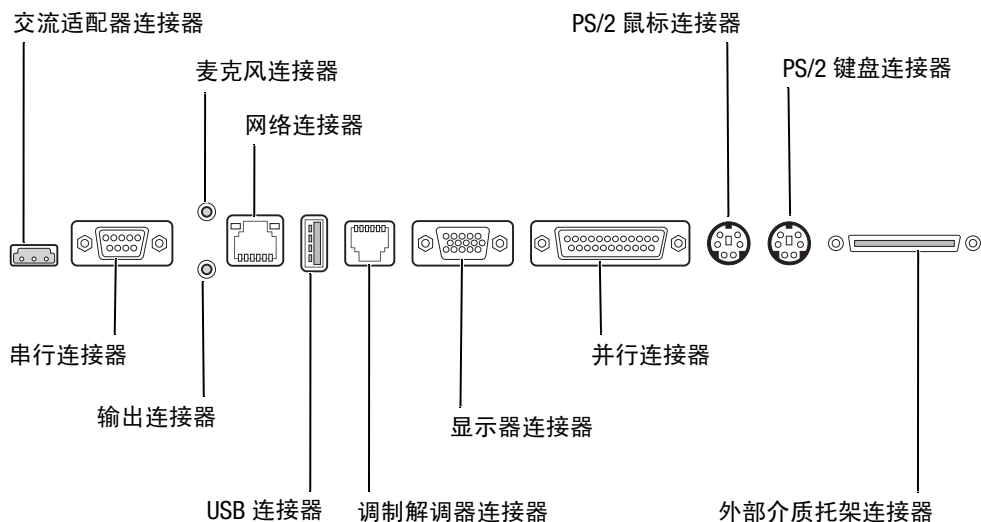 交流适配器连接器
PS/2 鼠标连接器
麦克风连接器
PS/2 键盘连接器
网络连接器
串行连接器
并行连接器
输出连接器
显示器连接器
USB 连接器
调制解调器连接器
外部介质托架连接器